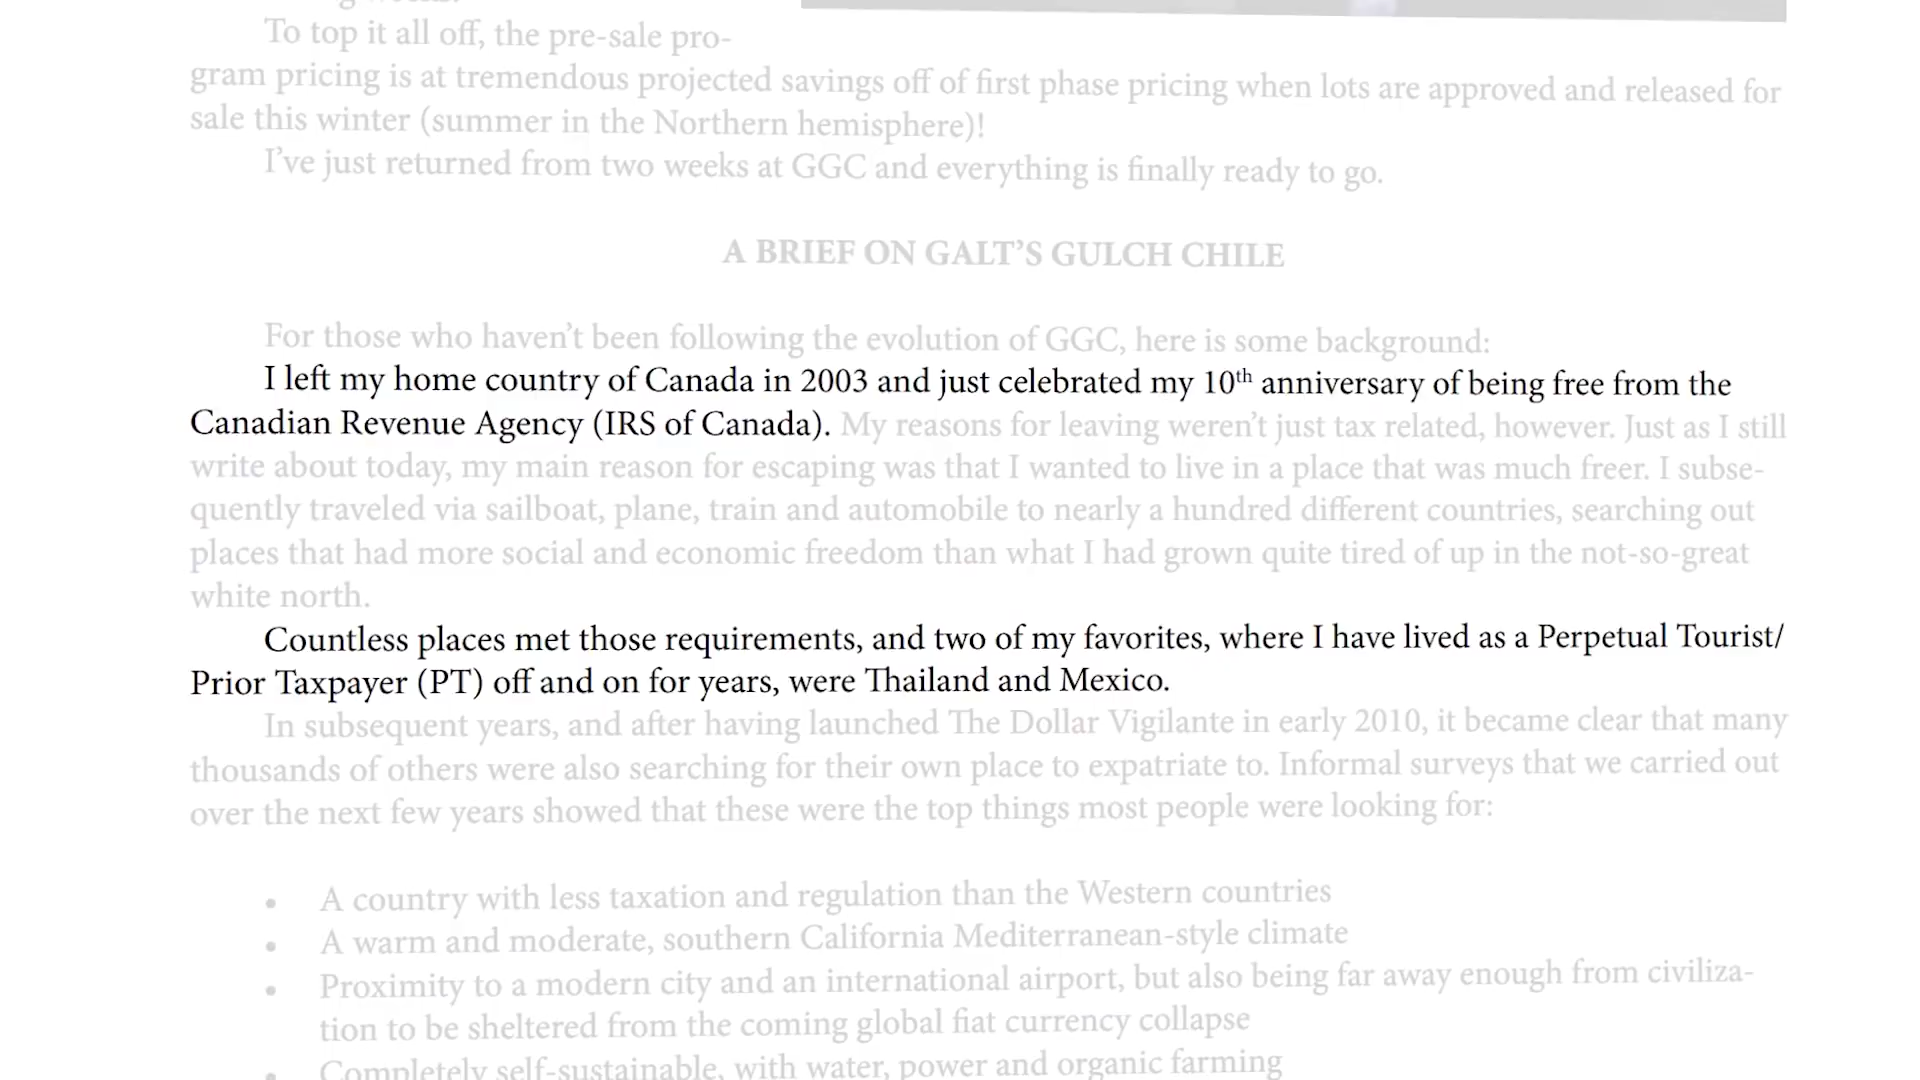 To top it all off, the pre-sale pro-
gram pricing is at tremendous projected savings off of first phase pricing when lots are approved and released for
sale this winter (summer in the Northern hemisphere)!
I've just returned from two weeks at GGC and everything is finally ready to go.
A BRIEF ON GALT'S GULCH CHILE
For those who haven't been following the evolution of GGC, here is some background:
I left my home country of Canada in 2003 and just celebrated my 10th anniversary of being free from the
Canadian Revenue Agency (IRS of Canada). My reasons for leaving weren't just tax related, however. Just as I still
write about today, my main reason for escaping was that I wanted to live in a place that was much freer. I subse-
quently traveled via sailboat, plane, train and automobile to nearly a hundred different countries, searching out
places that had more social and economic freedom than what I had grown quite tired of up in the not-so-great
white north.
Countless places met those requirements, and two of my favorites, where I have lived as a Perpetual Tourist/
Prior Taxpayer (PT) off and on for years, were Thailand and Mexico.
In subsequent years, and after having launched The Dollar Vigilante in early 2010, it became clear that many
thousands of others were also searching for their own place to expatriate to. Informal surveys that we carried out
over the next few years showed that these were the top things most people were looking for:
• A country with less taxation and regulation than the Western countries
• A warm and moderate, southern California Mediterranean-style climate
• Proximity to a modern city and an international airport, but also being far away enough from civiliza-
tion to be sheltered from the coming global fiat currency collapse
• Completely self-sustainable, with water, power and organic farming